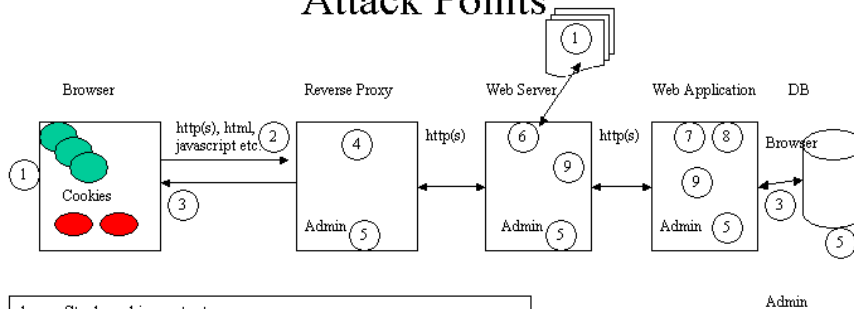 Attack Points
1
Browser
Reverse Proxy
Web Server
Web Application
DB
http(s), html,
javascript etc.
2
4
http(s)
6
http(s)
7
8
Browser
1
9
9
Cookies
3
3
Admin
5
Admin
5
Admin
5
5
Admin